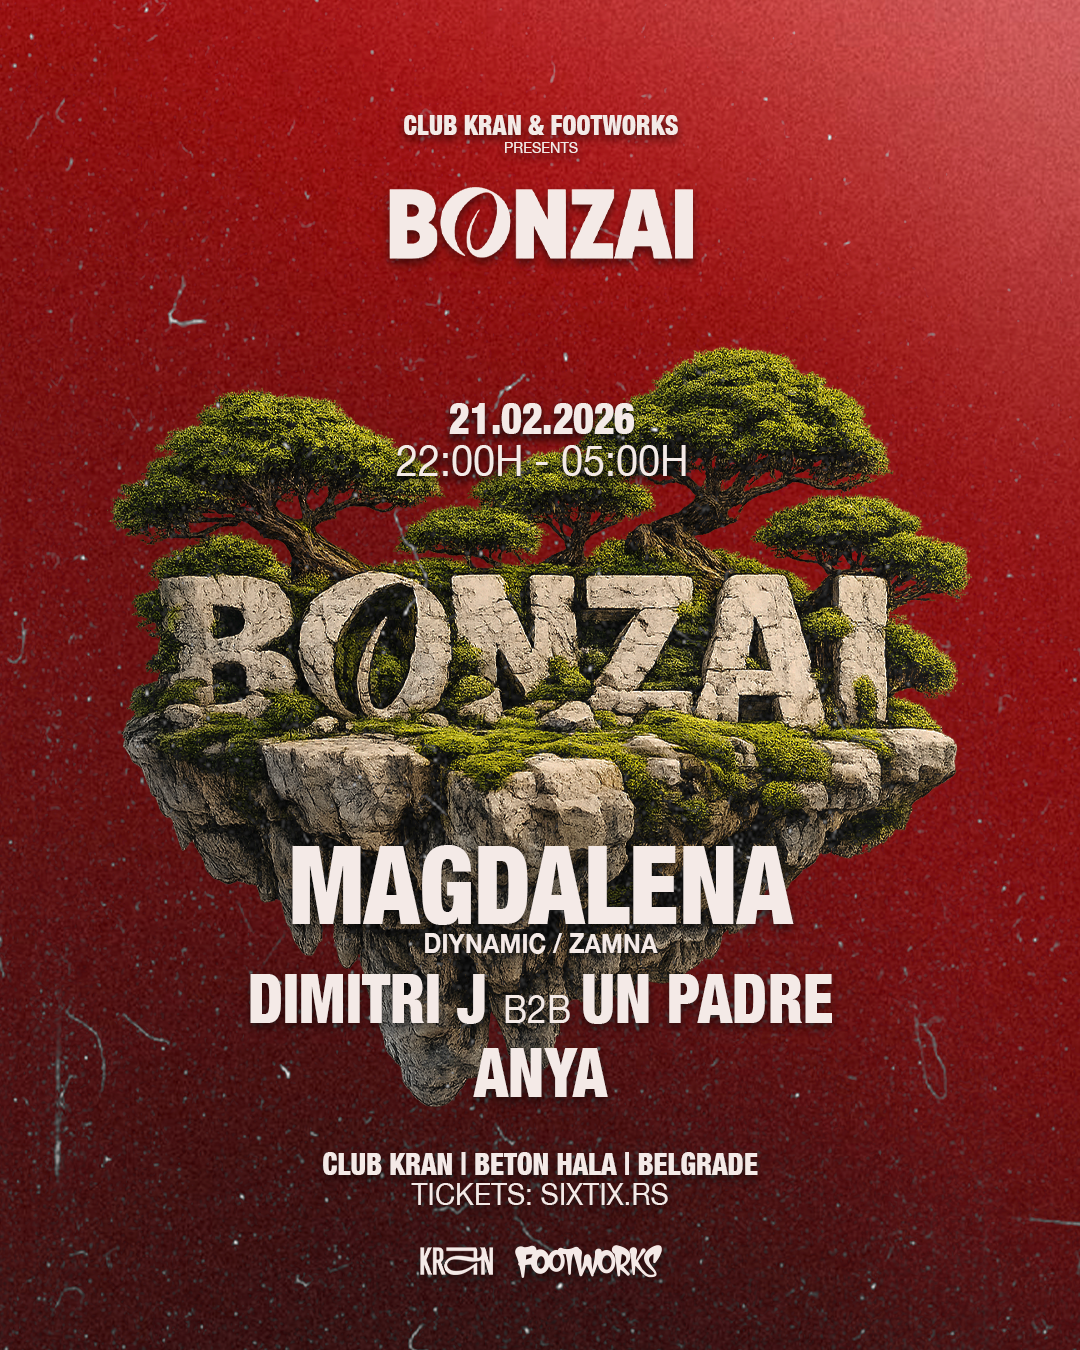 CLUB KRAN & FOOTWORKS
PRESENTS
BONZAI
21.02.2026
22:00H - 05:00H
BONZAI
MAGDALENA
DIYNAMIC / ZAMNA
DIMITRI J B2B UN PADRE
ANYA
CLUB KRAN | BETON HALA | BELGRADE
TICKETS: SIXTIX.RS
KRAN FOOTWORKS